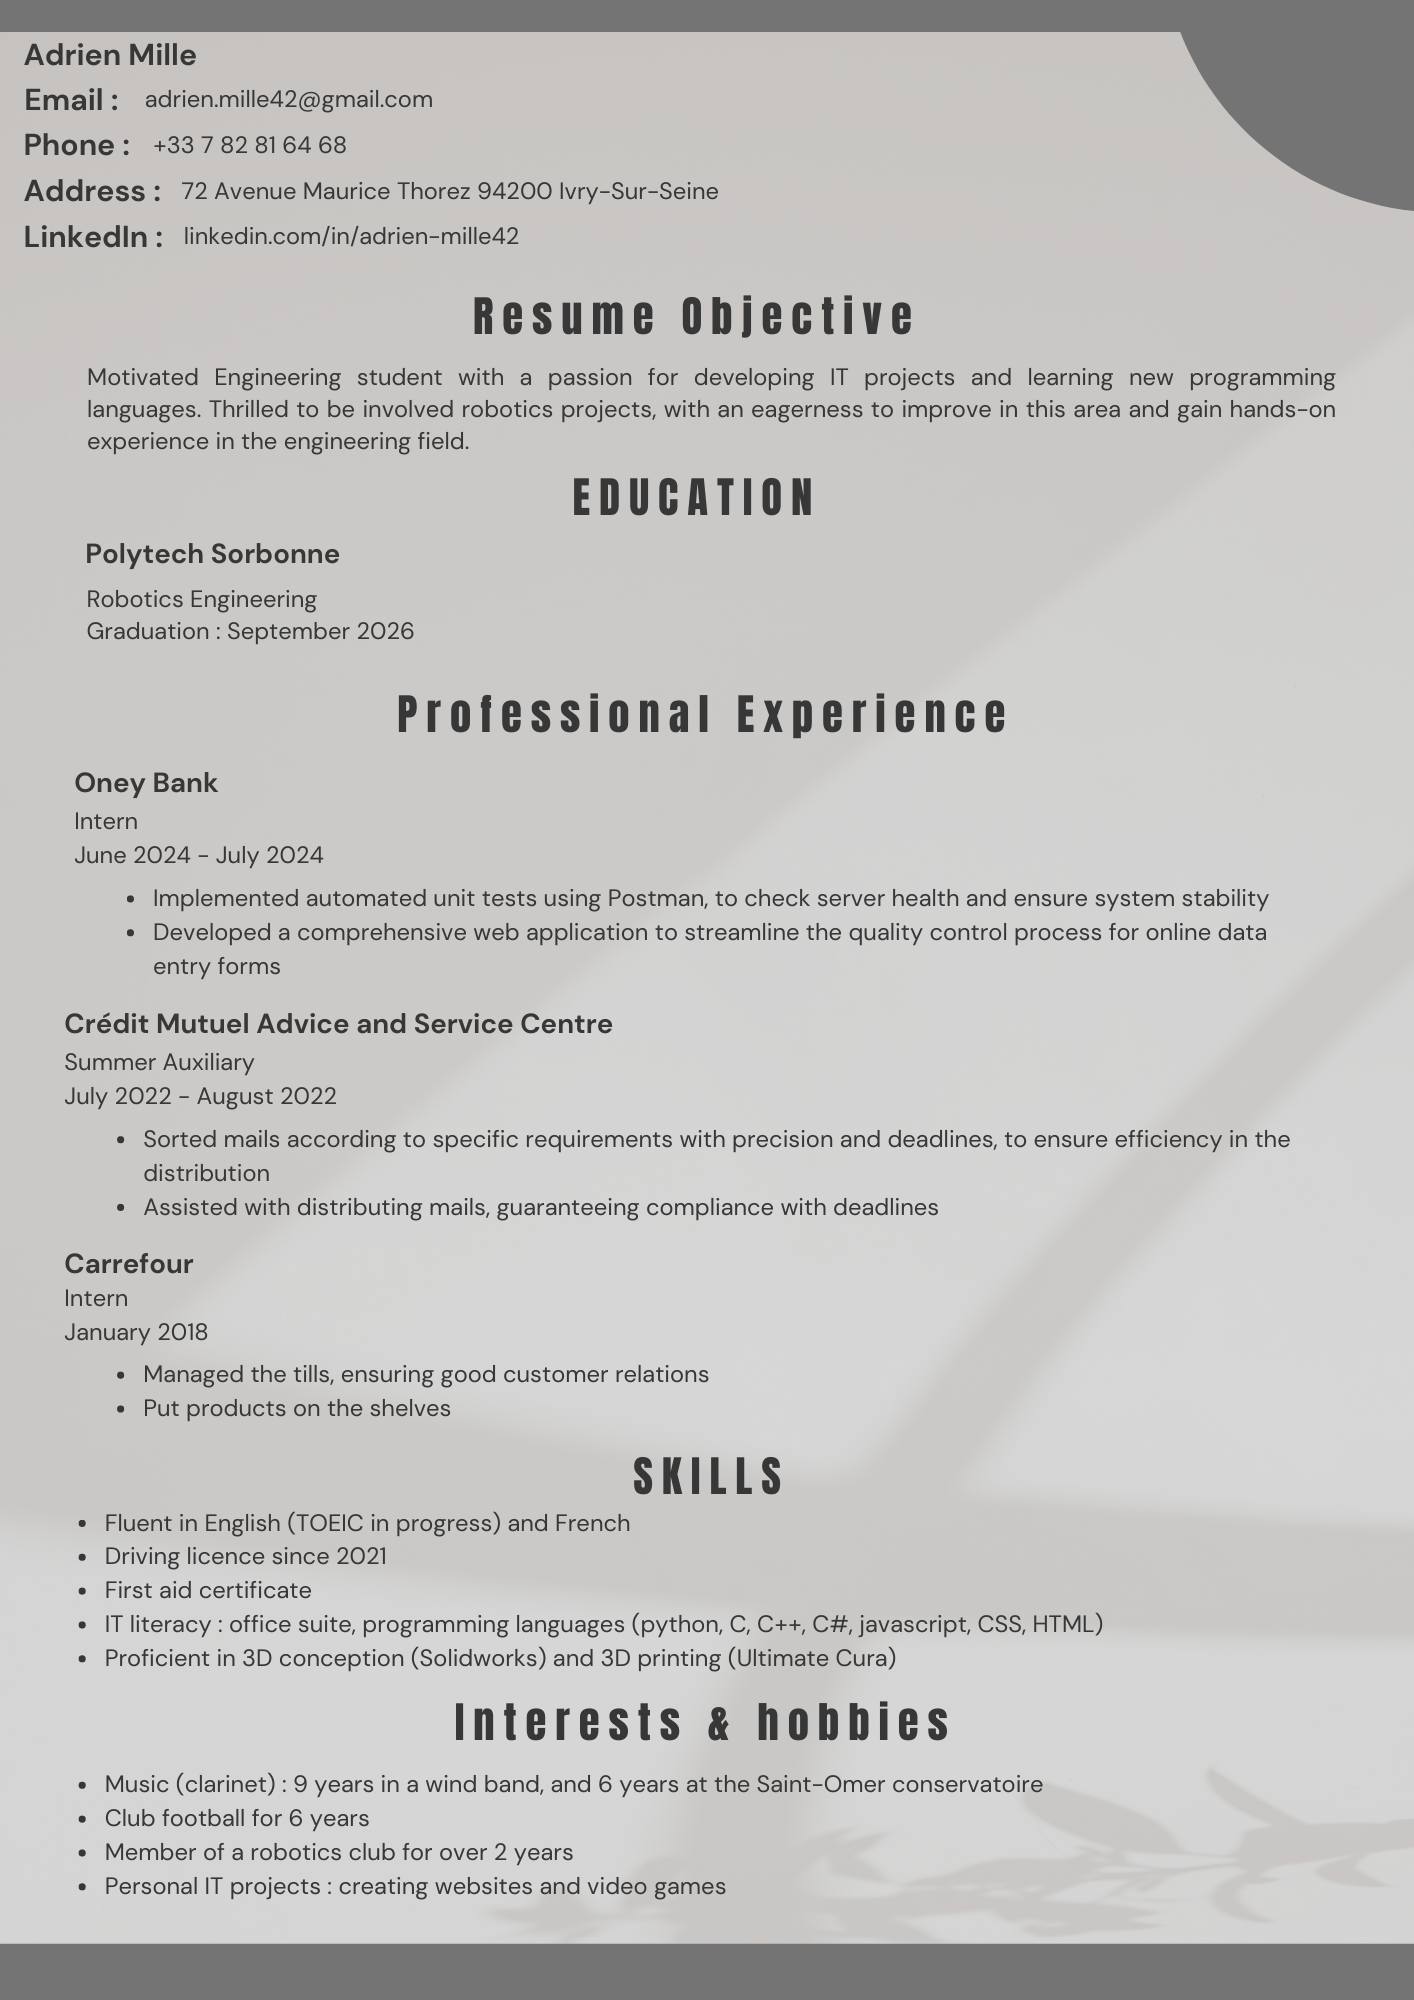 Adrien Mille
Email : adrien.mille42@gmail.com
Phone : +33 7 82 81 64 68
Address : 72 Avenue Maurice Thorez 94200 Ivry-Sur-Seine
LinkedIn : linkedin.com/in/adrien-mille42
Resume Objective
Motivated Engineering student with a passion for developing IT projects and learning new programming
languages. Thrilled to be involved robotics projects, with an eagerness to improve in this area and gain hands-on
experience in the engineering field.
EDUCATION
Polytech Sorbonne
Robotics Engineering
Graduation : September 2026
Professional Experience
Oney Bank
Intern
June 2024 - July 2024
• Implemented automated unit tests using Postman, to check server health and ensure system stability
• Developed a comprehensive web application to streamline the quality control process for online data
entry forms
Crédit Mutuel Advice and Service Centre
Summer Auxiliary
July 2022 - August 2022
• Sorted mails according to specific requirements with precision and deadlines, to ensure efficiency in the
distribution
• Assisted with distributing mails, guaranteeing compliance with deadlines
Carrefour
Intern
January 2018
• Managed the tills, ensuring good customer relations
• Put products on the shelves
SKILLS
• Fluent in English (TOEIC in progress) and French
• Driving licence since 2021
• First aid certificate
• IT literacy : office suite, programming languages (python, C, C++, C#, javascript, CSS, HTML)
• Proficient in 3D conception (Solidworks) and 3D printing (Ultimate Cura)
Interests & hobbies
• Music (clarinet) : 9 years in a wind band, and 6 years at the Saint-Omer conservatoire
• Club football for 6 years
• Member of a robotics club for over 2 years
• Personal IT projects : creating websites and video games